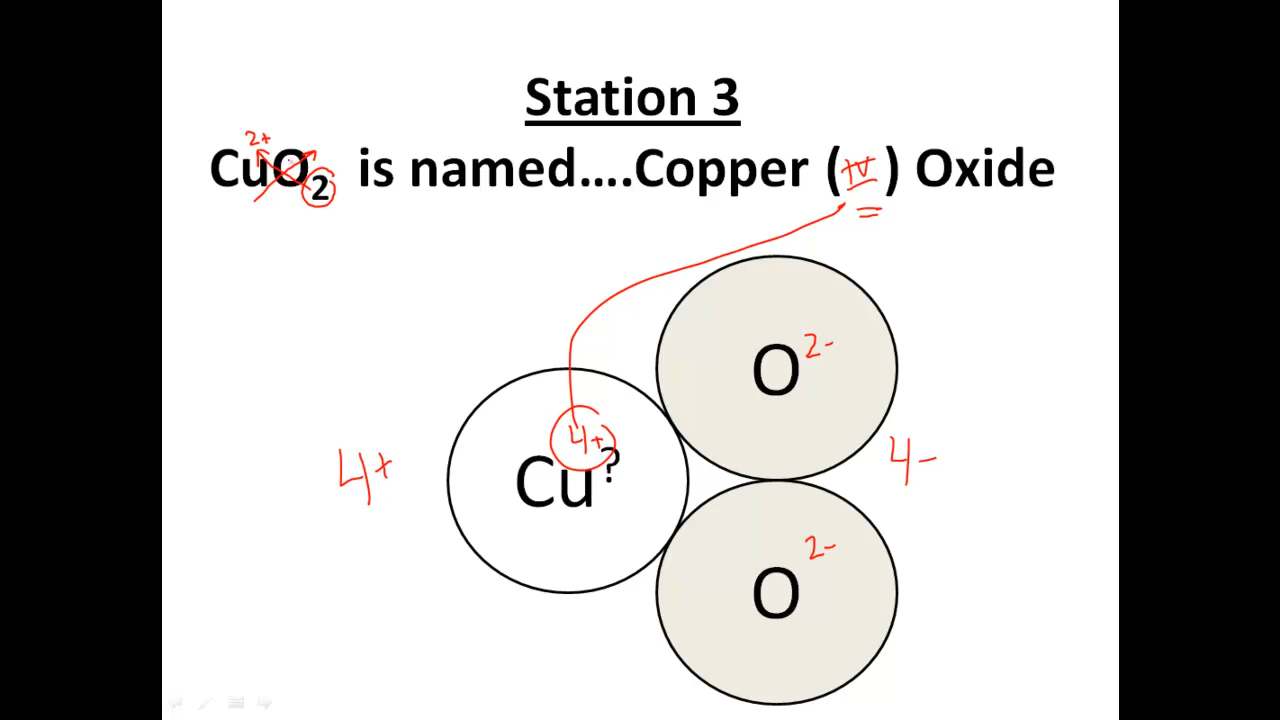 Station 3
2+
CuO2 is named....Copper (IV) Oxide
=
O2-
4+
Cu?
4+
4-
O2-